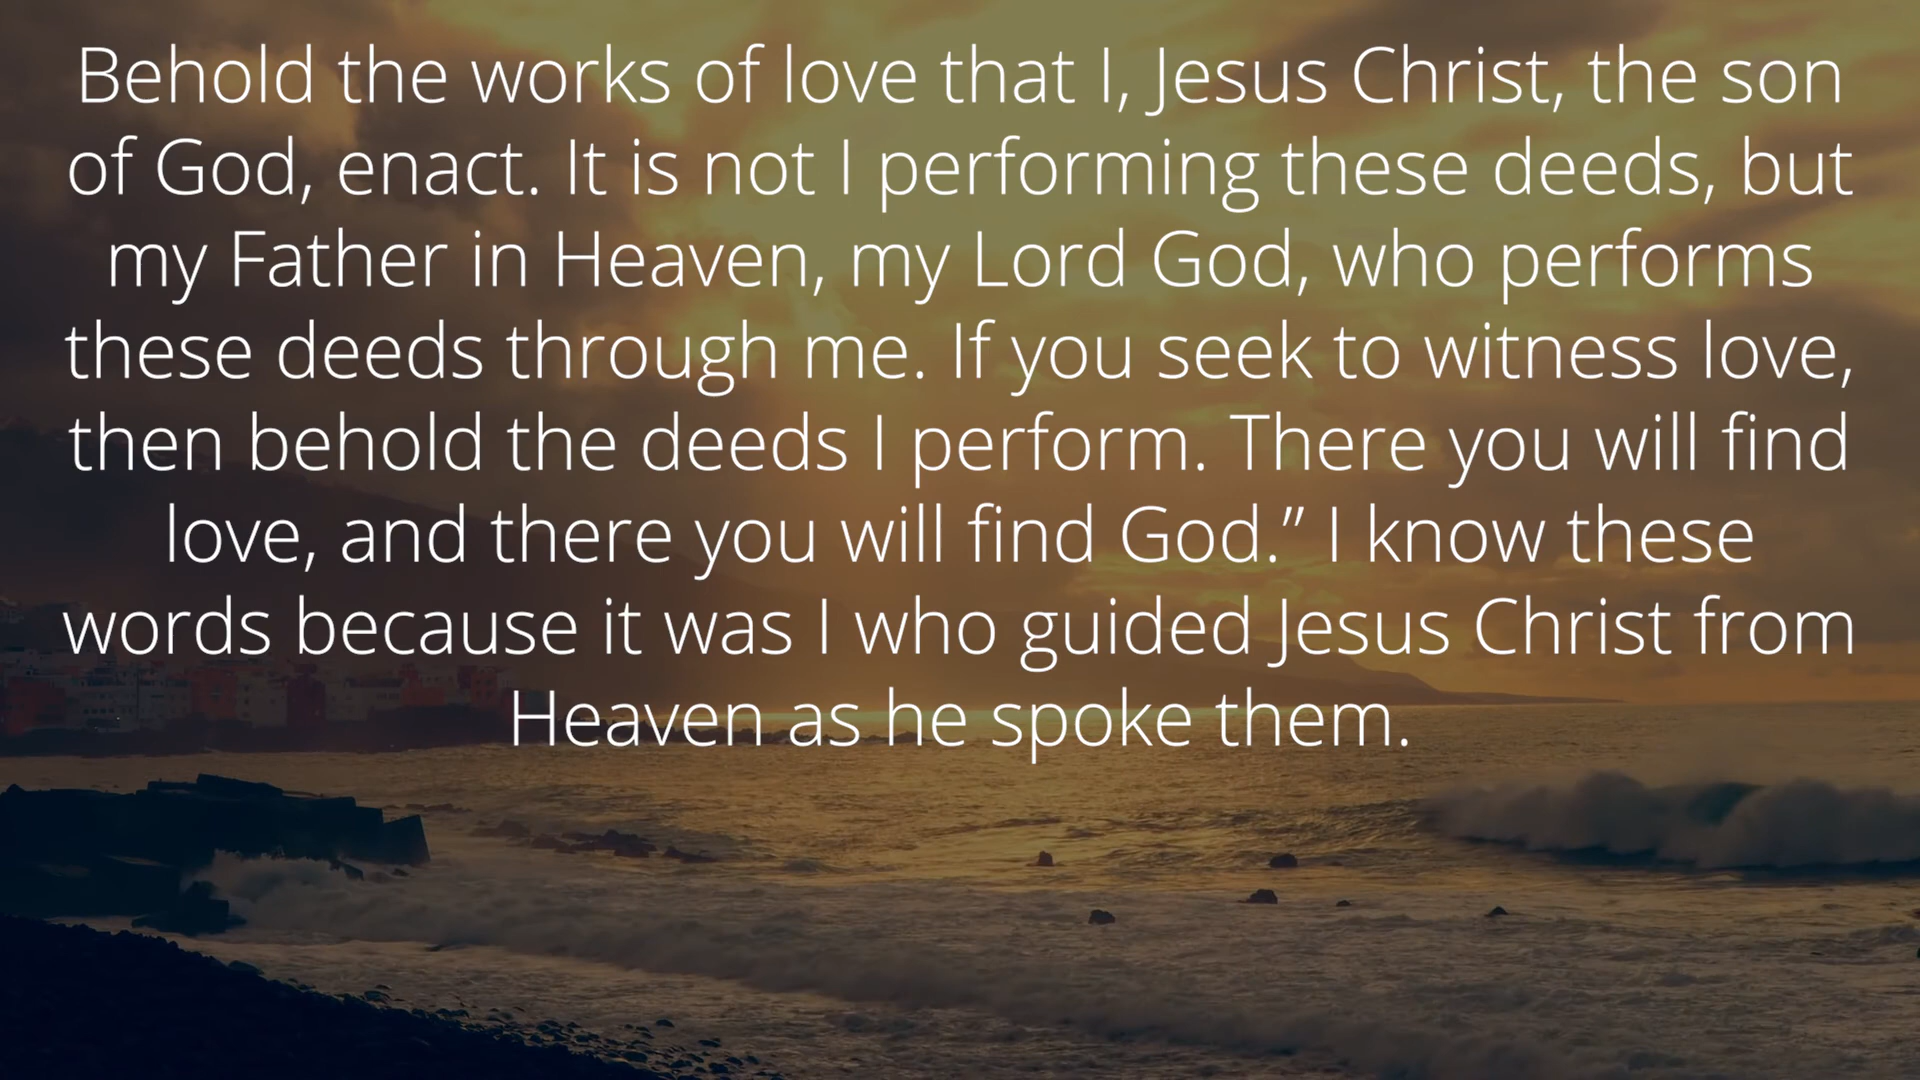 Behold the works of love that I, Jesus Christ, the son
of God, enact. It is not I performing these deeds, but
my Father in Heaven, my Lord God, who performs
these deeds through me. If you seek to witness love,
then behold the deeds I perform. There you will find
love, and there you will find God.” I know these
words because it was I who guided Jesus Christ from
Heaven as he spoke them.